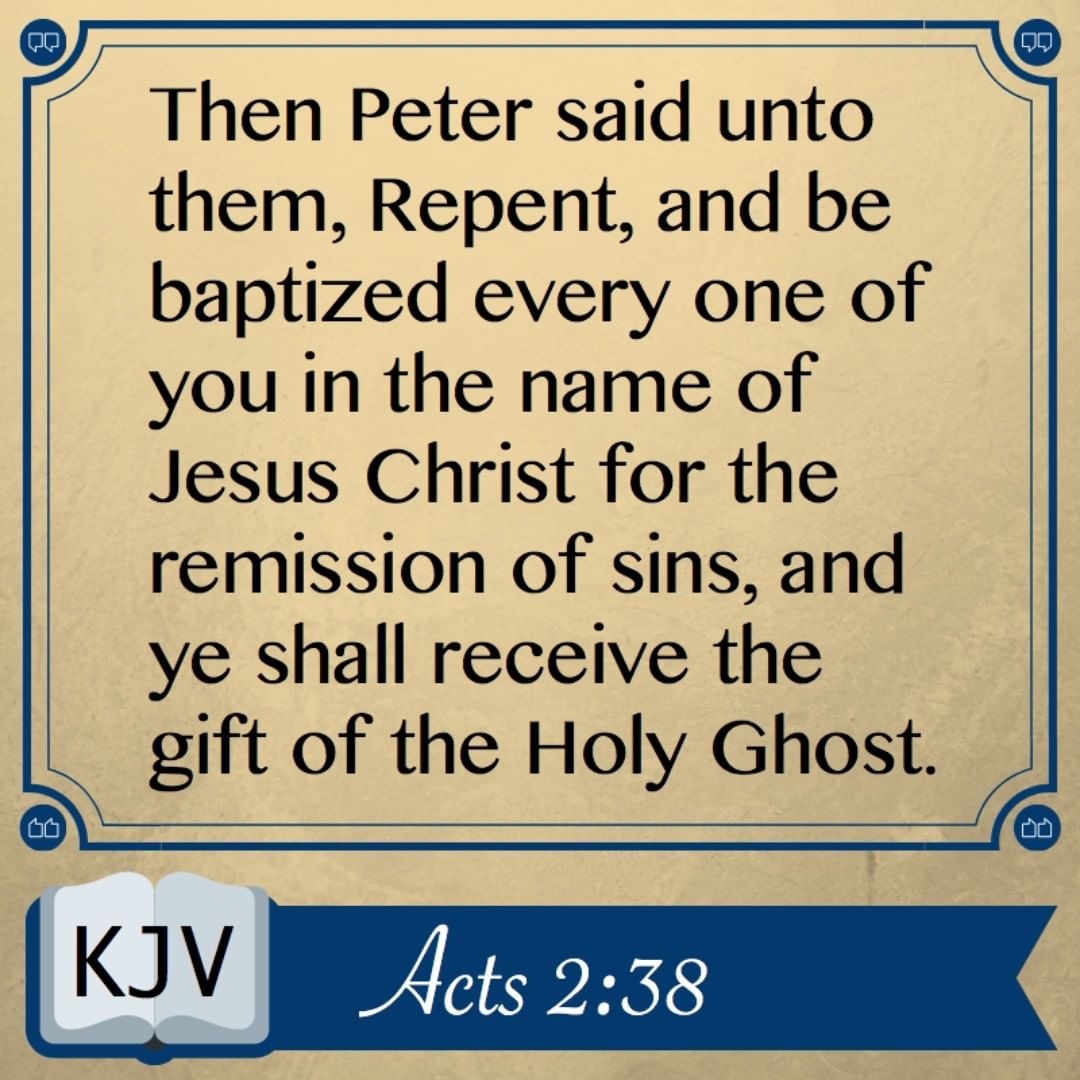 Then Peter said unto
them, Repent, and be
baptized every one of
you in the name of
Jesus Christ for the
remission of sins, and
ye shall receive the
gift of the Holy Ghost.
KJV
Acts 2:38